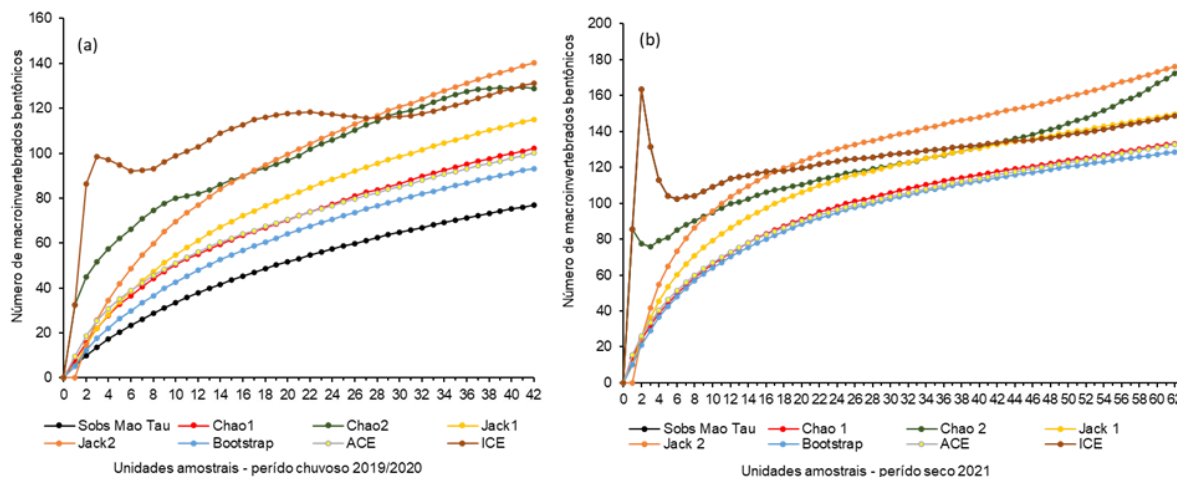 (a)
Número de macroinvertebrados bentônicos
160
140
120
100
80
60
40
20
0
0 2 4 6 8 10 12 14 16 18 20 22 24 26 28 30 32 34 36 38 40 42
Sobs Mao Tau Chao1 Chao2 Jack1
Jack2 Bootstrap ACE ICE
Unidades amostrais - perído chuvoso 2019/2020
(b)
Número de macroinvertebrados bentônicos
200
180
160
140
120
100
80
60
40
20
0
0 2 4 6 8 10 12 14 16 18 20 22 24 26 28 30 32 34 36 38 40 42 44 46 48 50 52 54 56 58 60 62
Sobs Mao Tau Chao 1 Chao 2 Jack 1
Jack 2 Bootstrap ACE ICE
Unidades amostrais - perído seco 2021